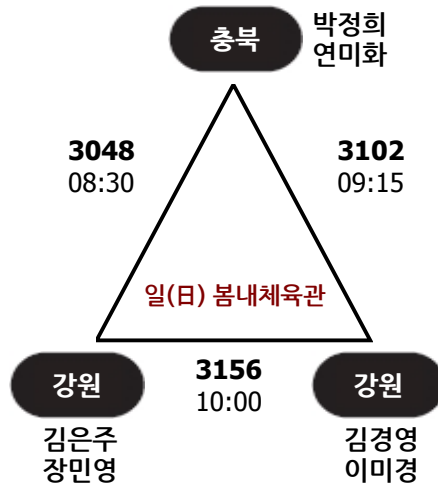 충북
박정희
연미화
3048
08:30
3102
09:15
일(日) 봄내체육관
강원
3156
10:00
강원
김은주
장민영
김경영
이미경